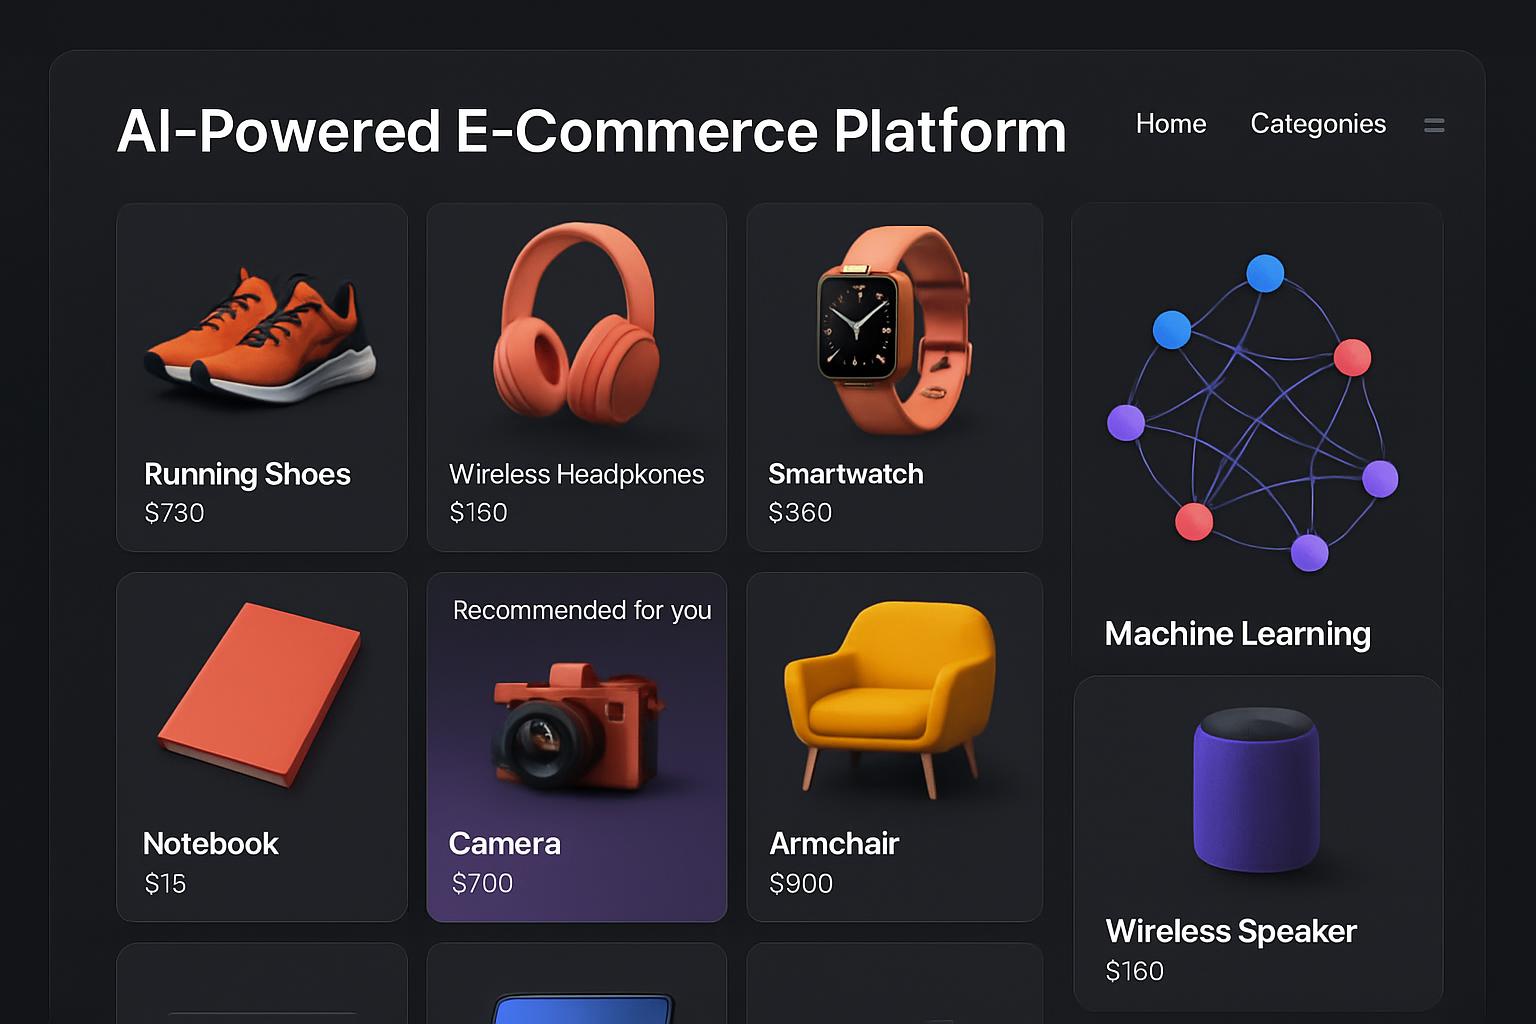 AI-Powered E-Commerce Platform
Home
Categonies
Running Shoes
$730
Wireless Headpkones
$160
Smartwatch
$360
Machine Learning
Notebook
$15
Recommended for you
Camera
$700
Armchair
$900
Wireless Speaker
$160